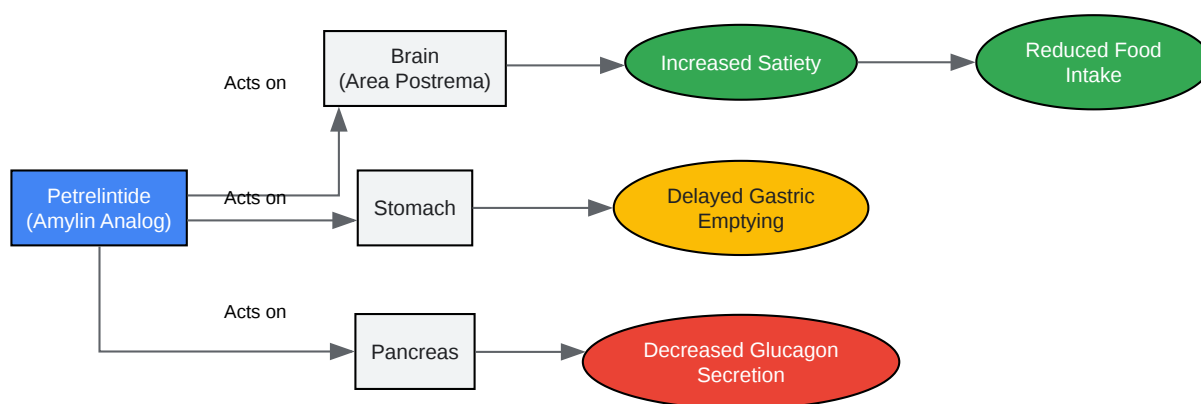 Brain
(Area Postrema)
Increased Satiety
Reduced Food
Intake
Acts on
Petrelintide
(Amylin Analog)
Acts on
Stomach
Delayed Gastric
Emptying
Acts on
Pancreas
Decreased Glucagon
Secretion